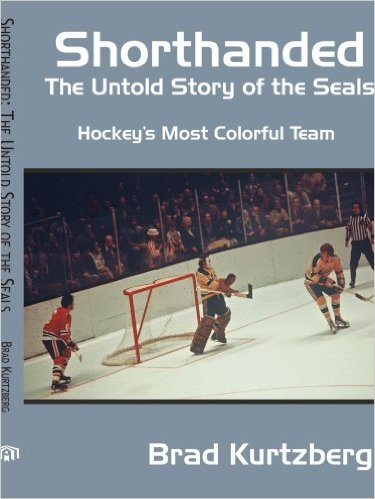 Shorthanded
The Untold Story of the Seals
Hockey's Most Colorful Team
Brad Kurtzberg
Shorthanded: The Untold Story of the Seals
Brad Kurtzberg